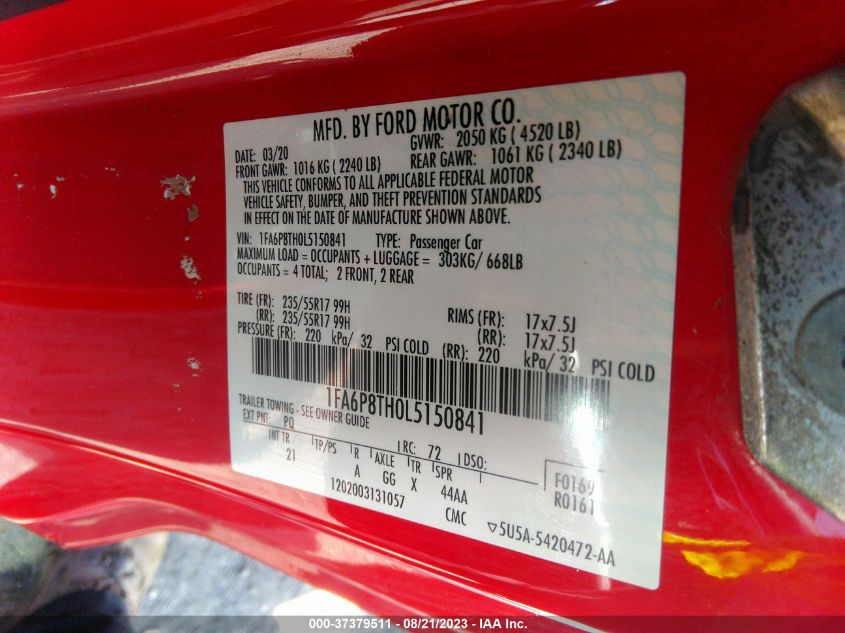 MFD. BY FORD MOTOR CO.
DATE: 03/20 GVWR: 2050 KG ( 4520 LB)
FRONT GAWR: 1016 KG ( 2240 LB) REAR GAWR: 1061 KG ( 2340 LB)
THIS VEHICLE CONFORMS TO ALL APPLICABLE FEDERAL MOTOR
VEHICLE SAFETY, BUMPER, AND THEFT PREVENTION STANDARDS
IN EFFECT ON THE DATE OF MANUFACTURE SHOWN ABOVE.
VIN: 1FA6P8TH0L5150841 TYPE: Passenger Car
MAXIMUM LOAD = OCCUPANTS + LUGGAGE = 303KG/ 668LB
OCCUPANTS = 4 TOTAL; 2 FRONT, 2 REAR
TIRE (FR): 235/55R17 99H RIMS (FR): 17x7.5J
(RR): 235/55R17 99H (RR): 17x7.5J
PRESSURE (FR): 220 kPa/ 32 PSI COLD (RR): 220 kPa/ 32 PSI COLD
1FA6P8TH0L5150841
TRAILER TOWING - SEE OWNER GUIDE
EXT PNT: PQ RC: 72 DSO:
INT TR TP/PS R AXLE TR SPR
21 A GG X 44AA
F0169
R0161
1202003131057 CMC
▽5U5A-5420472-AA
000-37379511 - 08/21/2023 - IAA Inc.